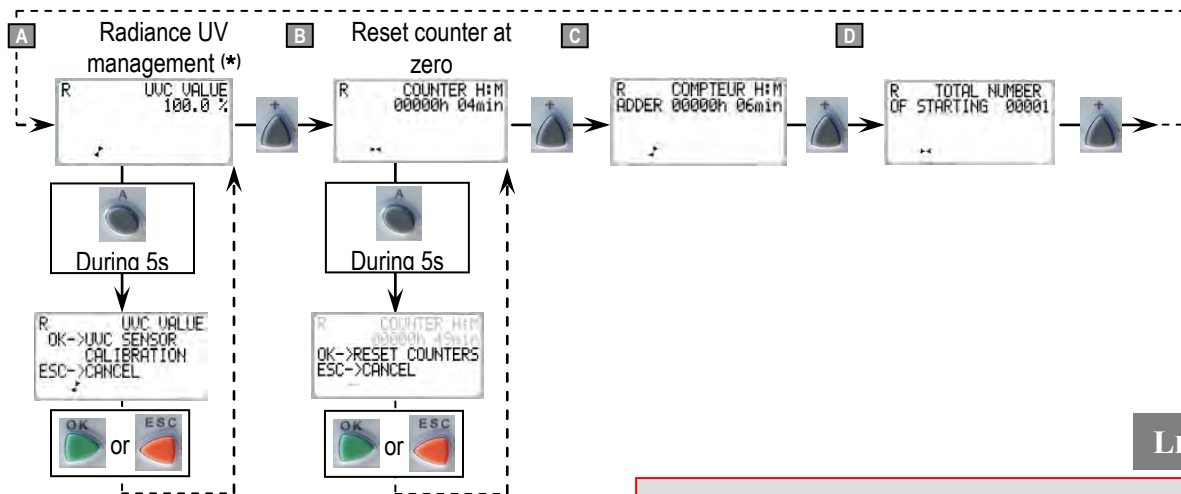 A
Radiance UV
management (*)
B
Reset counter at
zero
C
D
R UVC VALUE
100.0 %
+
R COUNTER H:M
00000h 04min
+
R COMPTEUR H:M
ADDER 00000h 06min
+
R TOTAL NUMBER
OF STARTING 00001
+
A
During 5s
A
During 5s
R UVC VALUE
OK->UVC SENSOR
CALIBRATION
ESC->CANCEL
R COUNTER H:M
00000h 49min
OK->RESET COUNTERS
ESC->CANCEL
OK or ESC
OK or ESC